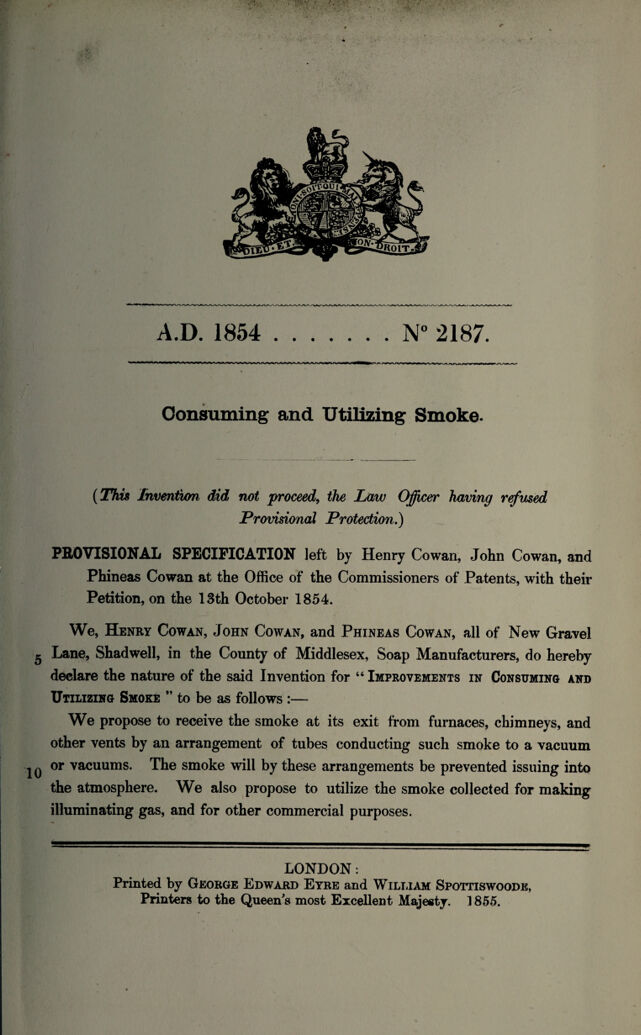 HONI·SOIT·QUI·MAL
DIEU·ET·MON·DROIT
A.D. 1854 . . . . . . . . N° 2187.
Consuming and Utilizing Smoke.
(This Invention did not proceed, the Law Officer having refused
Provisional Protection.)
PROVISIONAL SPECIFICATION left by Henry Cowan, John Cowan, and
Phineas Cowan at the Office of the Commissioners of Patents, with their
Petition, on the 13th October 1854.
We, Henry Cowan, John Cowan, and Phineas Cowan, all of New Gravel
5 Lane, Shadwell, in the County of Middlesex, Soap Manufacturers, do hereby
declare the nature of the said Invention for “ Improvements in Consuming and
Utilizing Smoke ” to be as follows :—
We propose to receive the smoke at its exit from furnaces, chimneys, and
other vents by an arrangement of tubes conducting such smoke to a vacuum
10 or vacuums. The smoke will by these arrangements be prevented issuing into
the atmosphere. We also propose to utilize the smoke collected for making
illuminating gas, and for other commercial purposes.
LONDON:
Printed by George Edward Eyre and William Spottiswoode,
Printers to the Queen's most Excellent Majesty. 1855.